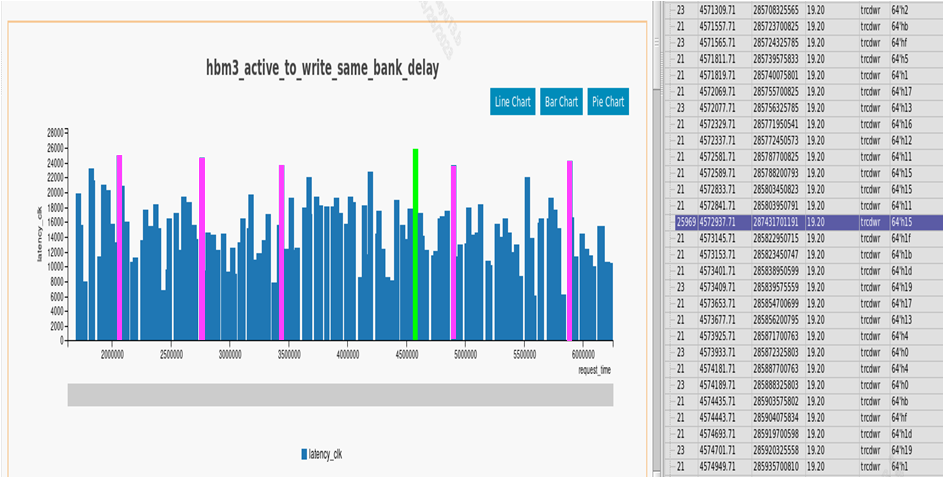 hbm3_active_to_write_same_bank_delay
Line Chart Bar Chart Pie Chart
28000
26000
24000
22000
20000
18000
16000
14000
12000
10000
8000
6000
4000
2000
0
latency_clk
2000000 2500000 3000000 3500000 4000000 4500000 5000000 5500000 6000000
request_time
latency_clk
23 4571309.71 285708325565 19.20 trcdwr 64'h2
21 4571557.71 285723700825 19.20 trcdwr 64'hb
23 4571565.71 285724325785 19.20 trcdwr 64'hf
21 4571811.71 285739575833 19.20 trcdwr 64'h5
21 4571819.71 285740075801 19.20 trcdwr 64'h1
21 4572069.71 285755700825 19.20 trcdwr 64'h17
23 4572077.71 285756325785 19.20 trcdwr 64'h13
21 4572329.71 285771950541 19.20 trcdwr 64'h16
21 4572337.71 285772450573 19.20 trcdwr 64'h12
21 4572581.71 285787700825 19.20 trcdwr 64'h11
21 4572589.71 285788200793 19.20 trcdwr 64'h15
21 4572833.71 285803450823 19.20 trcdwr 64'h15
21 4572841.71 285803950791 19.20 trcdwr 64'h11
25969 4572937.71 287431701191 19.20 trcdwr 64'h15
21 4573145.71 285822950715 19.20 trcdwr 64'h1f
21 4573153.71 285823450747 19.20 trcdwr 64'h1b
21 4573401.71 285838950599 19.20 trcdwr 64'h1d
23 4573409.71 285839575559 19.20 trcdwr 64'h19
21 4573653.71 285854700699 19.20 trcdwr 64'h17
21 4573677.71 285856200795 19.20 trcdwr 64'h13
21 4573925.71 285871700763 19.20 trcdwr 64'h4
23 4573933.71 285872325803 19.20 trcdwr 64'h0
21 4574181.71 285887700763 19.20 trcdwr 64'h4
23 4574189.71 285888325803 19.20 trcdwr 64'h0
21 4574435.71 285903575802 19.20 trcdwr 64'hb
21 4574443.71 285904075834 19.20 trcdwr 64'hf
21 4574693.71 285919700598 19.20 trcdwr 64'h1d
23 4574701.71 285920325558 19.20 trcdwr 64'h19
21 4574949.71 285935700810 19.20 trcdwr 64'h1